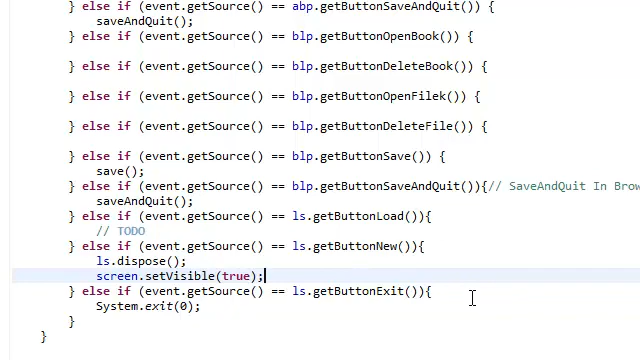 } else if (event.getSource() == abp.getButtonSaveAndQuit()) {
saveAndQuit();
} else if (event.getSource() == blp.getButtonOpenBook()) {
} else if (event.getSource() == blp.getButtonDeleteBook()) {
} else if (event.getSource() == blp.getButtonOpenFilek()) {
} else if (event.getSource() == blp.getButtonDeleteFile()) {
} else if (event.getSource() == blp.getButtonSave()) {
save();
} else if (event.getSource() == blp.getButtonSaveAndQuit()){// SaveAndQuit In Brow
saveAndQuit();
} else if (event.getSource() == ls.getButtonLoad()){
// TODO
} else if (event.getSource() == ls.getButtonNew()){
ls.dispose();
screen.setVisible(true);
} else if (event.getSource() == ls.getButtonExit()){
System.exit(0);
}
}